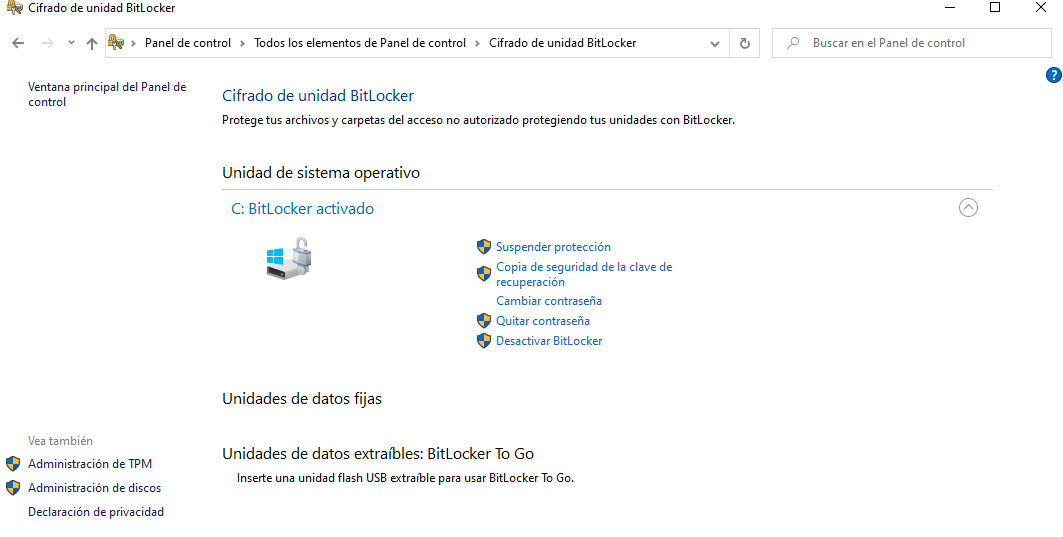 Cifrado de unidad BitLocker
Panel de control > Todos los elementos de Panel de control > Cifrado de unidad BitLocker
Buscar en el Panel de control
?
Ventana principal del Panel de
control
Cifrado de unidad BitLocker
Protege tus archivos y carpetas del acceso no autorizado protegiendo tus unidades con BitLocker.
Unidad de sistema operativo
C: BitLocker activado
Suspender protección
Copia de seguridad de la clave de
recuperación
Cambiar contraseña
Quitar contraseña
Desactivar BitLocker
Unidades de datos fijas
Unidades de datos extraíbles: BitLocker To Go
Inserte una unidad flash USB extraíble para usar BitLocker To Go.
Vea también
Administración de TPM
Administración de discos
Declaración de privacidad